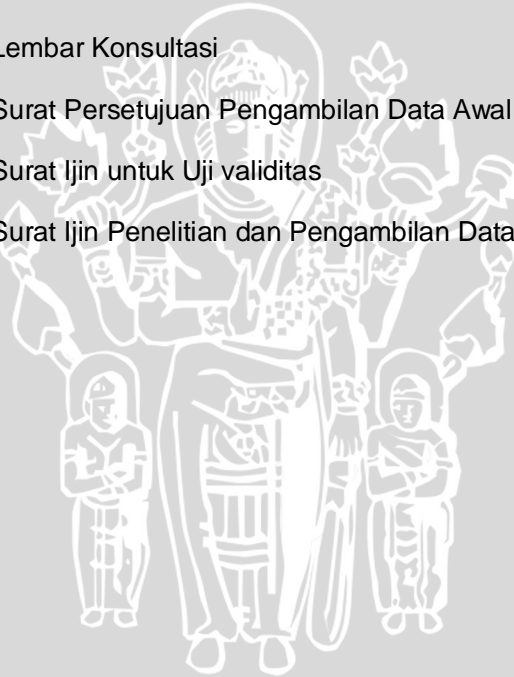 Lembar Konsultasi
Surat Persetujuan Pengambilan Data Awal
Surat Ijin untuk Uji validitas
Surat Ijin Penelitian dan Pengambilan Data